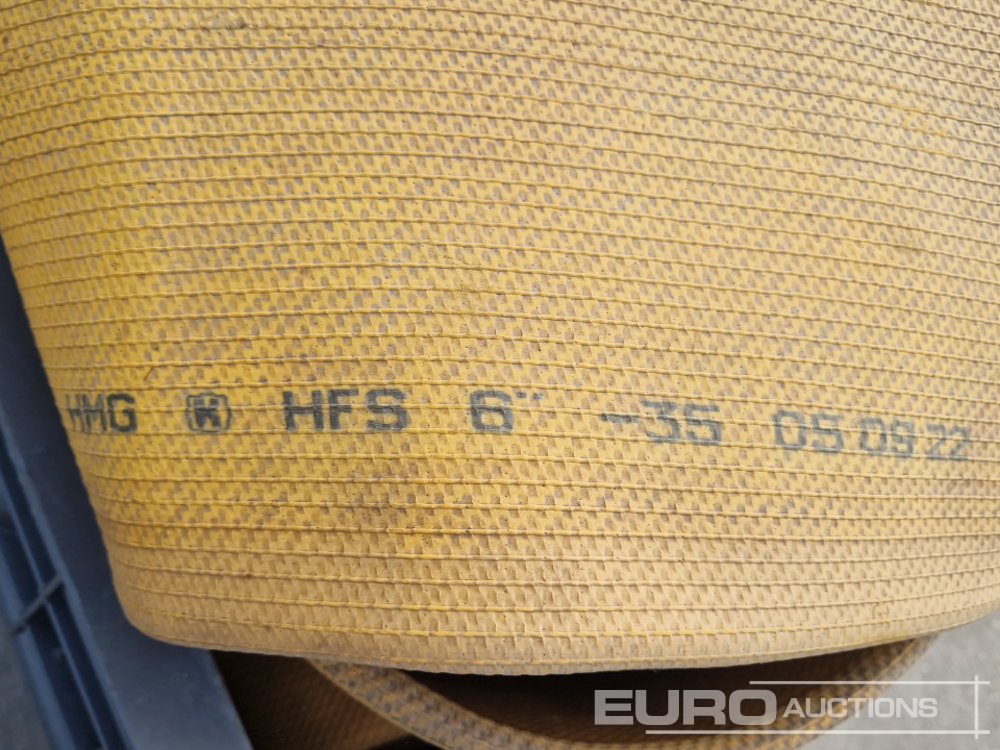 HMG ® HFS 6" -35 05 09 22
EURO AUCTIONS